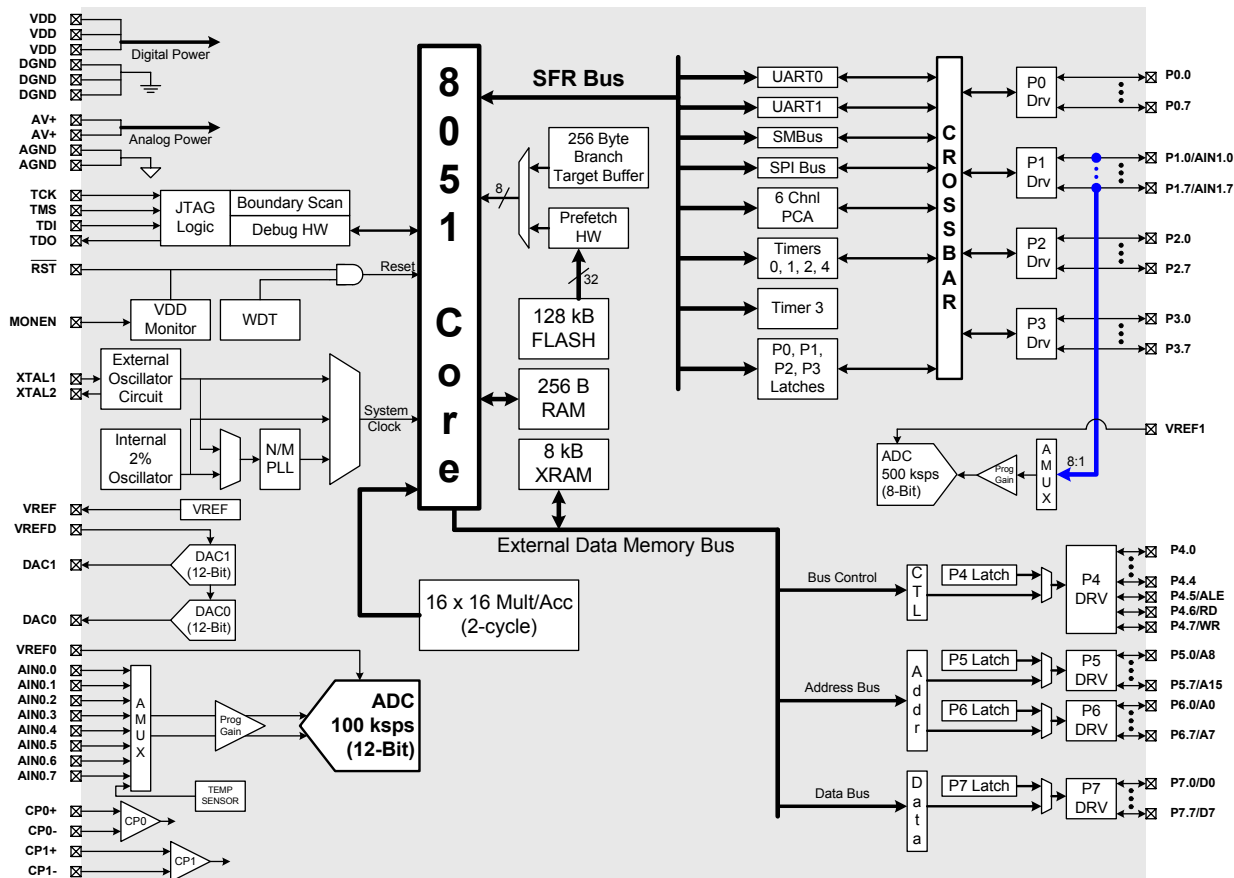 VDD
VDD
VDD
DGND
DGND
DGND
Digital Power
AV+
AV+
AGND
AGND
Analog Power
TCK
TMS
TDI
TDO
JTAG
Logic
Boundary Scan
Debug HW
RST
Reset
MONEN
VDD
Monitor
WDT
XTAL1
XTAL2
External
Oscillator
Circuit
Internal
2%
Oscillator
N/M
PLL
System
Clock
VREF
VREF
VREFD
DAC1
DAC1
(12-Bit)
DAC0
DAC0
(12-Bit)
VREF0
AIN0.0
AIN0.1
AIN0.2
AIN0.3
AIN0.4
AIN0.5
AIN0.6
AIN0.7
A
M
U
X
Prog
Gain
ADC
100 ksps
(12-Bit)
TEMP
SENSOR
CP0+
CP0-
CP0
CP1+
CP1-
CP1
8
0
5
1
C
o
r
e
SFR Bus
8
256 Byte
Branch
Target Buffer
Prefetch
HW
32
128 kB
FLASH
256 B
RAM
8 kB
XRAM
External Data Memory Bus
16 x 16 Mult/Acc
(2-cycle)
UART0
UART1
SMBus
SPI Bus
6 Chnl
PCA
Timers
0, 1, 2, 4
Timer 3
P0, P1,
P2, P3
Latches
C
R
O
S
S
B
A
R
P0
Drv
P0.0
P0.7
P1
Drv
P1.0/AIN1.0
P1.7/AIN1.7
P2
Drv
P2.0
P2.7
P3
Drv
P3.0
P3.7
VREF1
ADC
500 ksps
(8-Bit)
Prog
Gain
A
M
U
X
8:1
Bus Control
C
T
L
P4 Latch
P4
DRV
P4.0
P4.4
P4.5/ALE
P4.6/RD
P4.7/WR
Address Bus
A
d
d
r
P5 Latch
P5
DRV
P5.0/A8
P5.7/A15
P6 Latch
P6
DRV
P6.0/A0
P6.7/A7
Data Bus
D
a
t
a
P7 Latch
P7
DRV
P7.0/D0
P7.7/D7